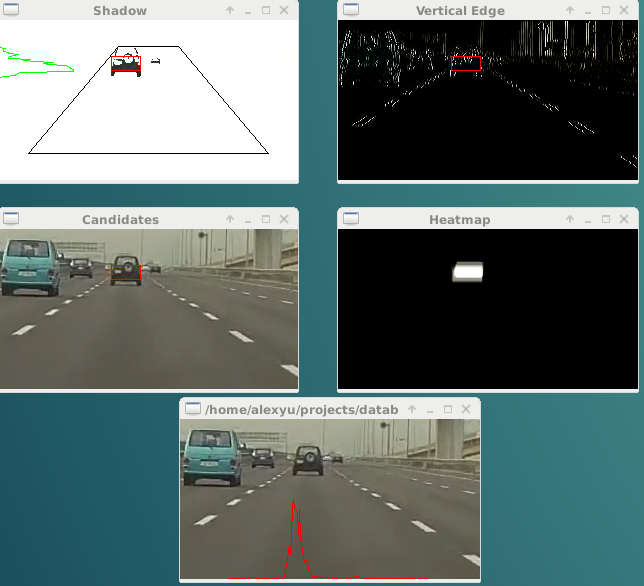 Shadow
Vertical Edge
Candidates
Heatmap
/home/alexyu/projects/datab